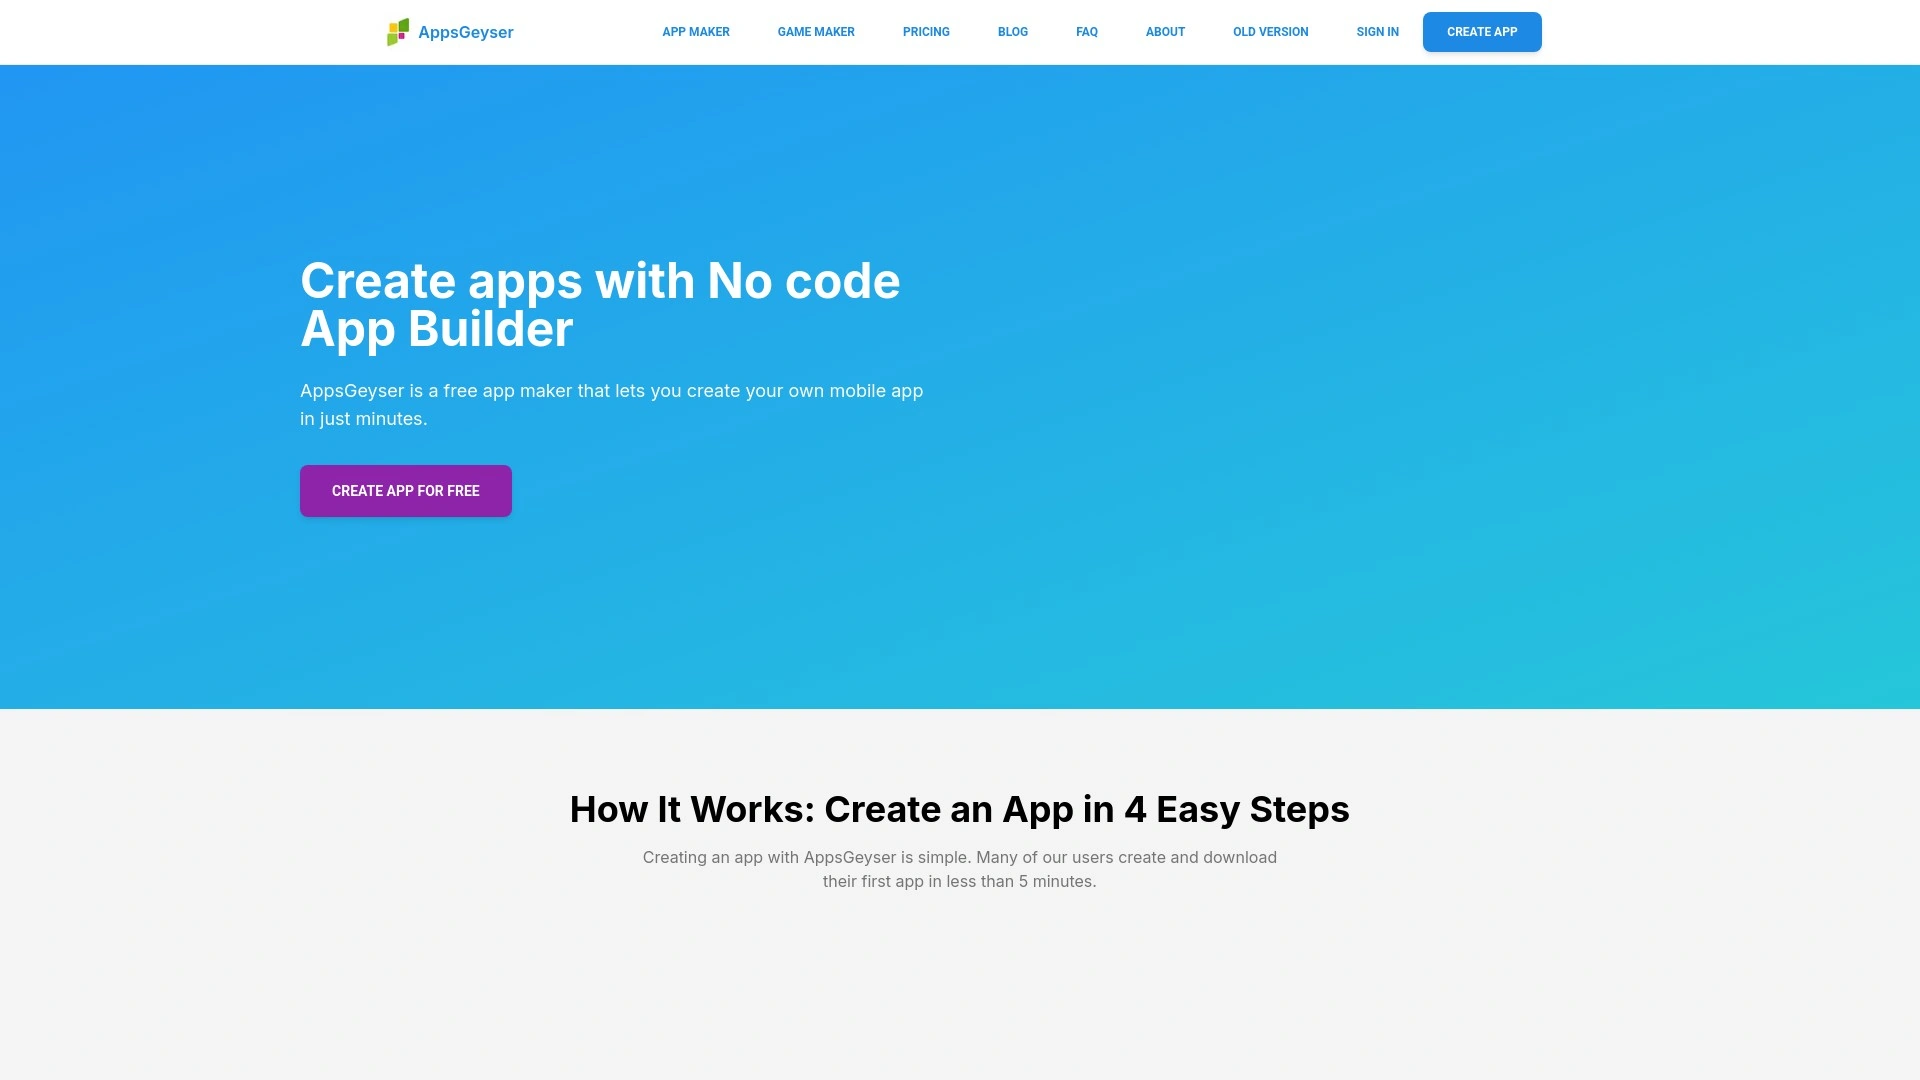 AppsGeyser
APP MAKER
GAME MAKER
PRICING
BLOG
FAQ
ABOUT
OLD VERSION
SIGN IN
CREATE APP
Create apps with No code
App Builder
AppsGeyser is a free app maker that lets you create your own mobile app
in just minutes.
CREATE APP FOR FREE
How It Works: Create an App in 4 Easy Steps
Creating an app with AppsGeyser is simple. Many of our users create and download
their first app in less than 5 minutes.